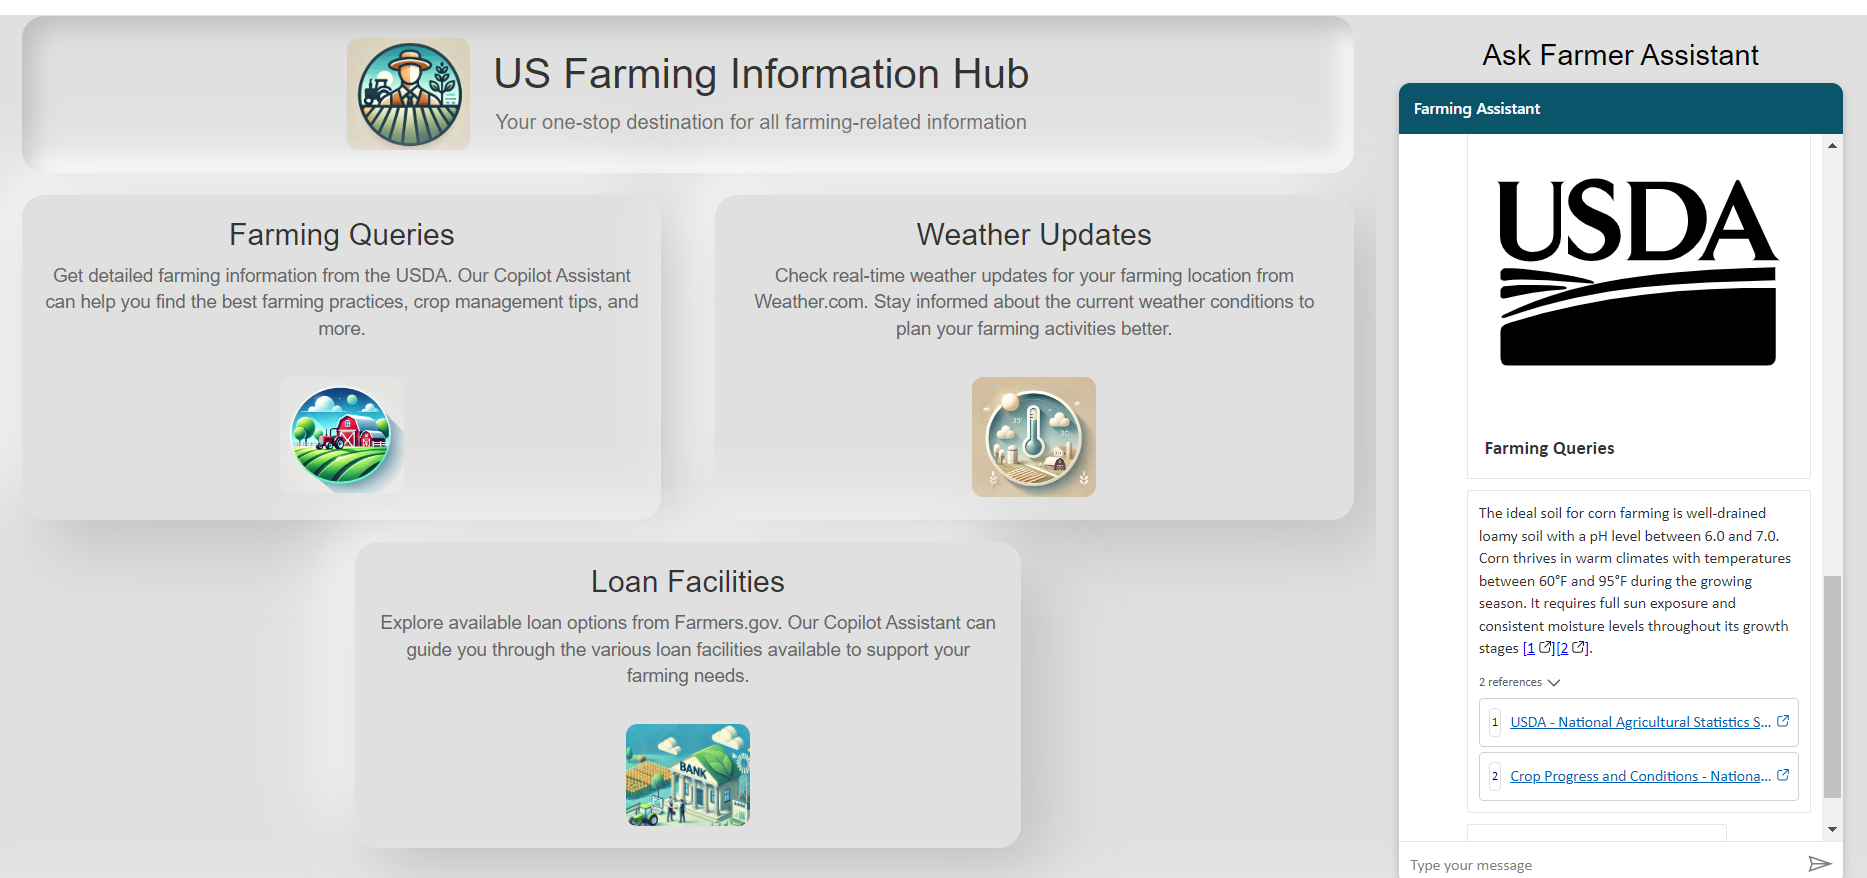 US Farming Information Hub
Your one-stop destination for all farming-related information
Farming Queries
Get detailed farming information from the USDA. Our Copilot Assistant
can help you find the best farming practices, crop management tips, and
more.
Weather Updates
Check real-time weather updates for your farming location from
Weather.com. Stay informed about the current weather conditions to
plan your farming activities better.
35°
Loan Facilities
Explore available loan options from Farmers.gov. Our Copilot Assistant can
guide you through the various loan facilities available to support your
farming needs.
BANK
Ask Farmer Assistant
Farming Assistant
USDA
Farming Queries
The ideal soil for corn farming is well-drained
loamy soil with a pH level between 6.0 and 7.0.
Corn thrives in warm climates with temperatures
between 60°F and 95°F during the growing
season. It requires full sun exposure and
consistent moisture levels throughout its growth
stages [1][2].
2 references
1 USDA - National Agricultural Statistics S...
2 Crop Progress and Conditions - Nationa...
Type your message